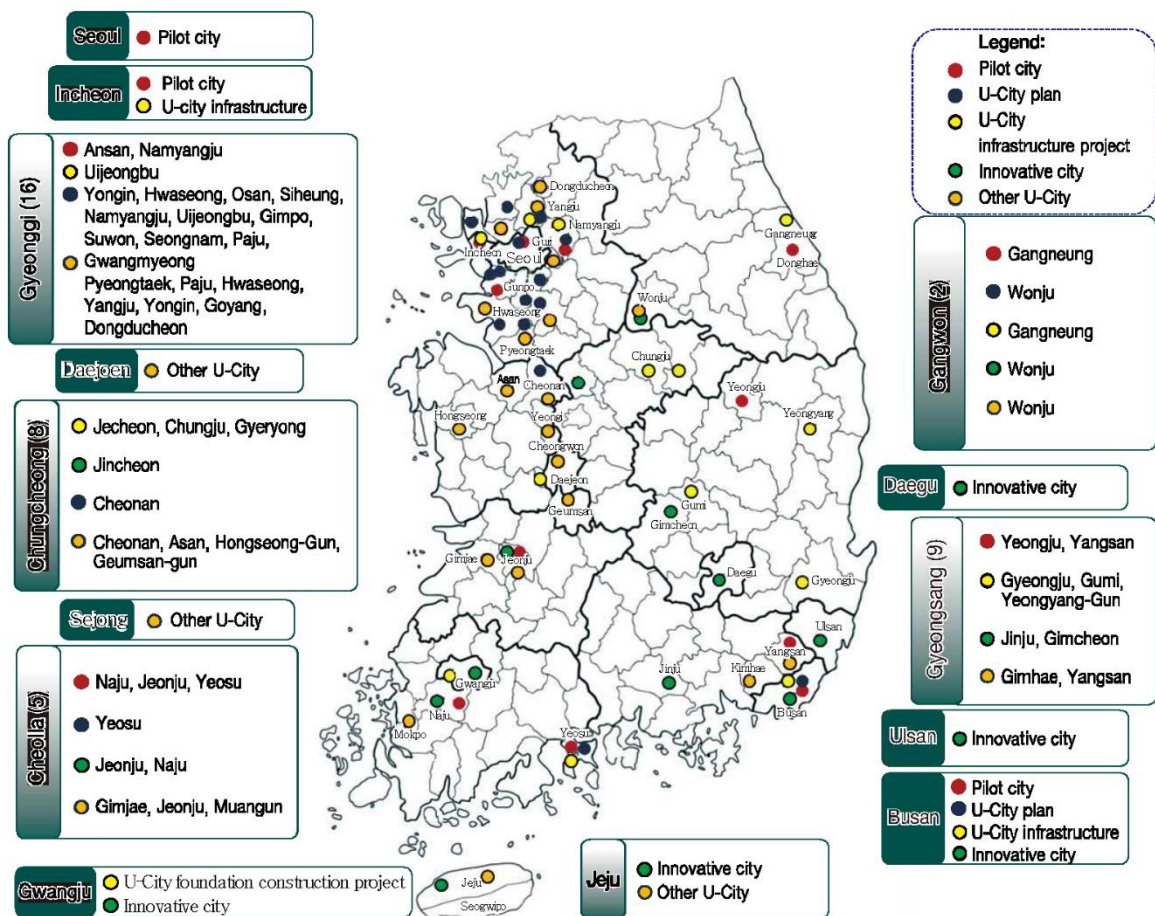 Seoul
Pilot city
Incheon
Pilot city
U-city infrastructure
Gyeonggi (16)
Ansan, Namyangju
Uijeongbu
Yongin, Hwaseong, Osan, Siheung,
Namyangju, Uijeongbu, Gimpo,
Suwon, Seongnam, Paju,
Gwangmyeong
Pyeongtaek, Paju, Hwaseong,
Yangju, Yongin, Goyang,
Dongducheon
Daejoen
Other U-City
Chungcheong (8)
Jecheon, Chungju, Gyeryong
Jincheon
Cheonan
Cheonan, Asan, Hongseong-Gun,
Geumsan-gun
Sejong
Other U-City
Cheolla (5)
Naju, Jeonju, Yeosu
Yeosu
Jeonju, Naju
Gimjae, Jeonju, Muangun
Gwangju
U-City foundation construction project
Innovative city
Dongducheon
Yangju
Namyangju
Guri
Incheon
Seoul
Gunpo
Hwaseong
Pyeongtaek
Gangneung
Donghae
Wonju
Chungju
Asan
Cheonan
Yeongju
Hongseong
Yeongi
Yeongyang
Cheongwon
Daejeon
Geumsan
Gumi
Gimcheon
Gimjae
Jeonju
Daegu
Gyeongju
Ulsan
Yangsan
Gwangju
Jinju
Kimhae
Naju
Busan
Mokpo
Yeosu
Jeju
Seogwipo
Jeju
Innovative city
Other U-City
Legend:
Pilot city
U-City plan
U-City
infrastructure project
Innovative city
Other U-City
Gangwon (2)
Gangneung
Wonju
Gangneung
Wonju
Wonju
Daegu
Innovative city
Gyeongsang (9)
Yeongju, Yangsan
Gyeongju, Gumi,
Yeongyang-Gun
Jinju, Gimcheon
Gimhae, Yangsan
Ulsan
Innovative city
Busan
Pilot city
U-City plan
U-City infrastructure
Innovative city